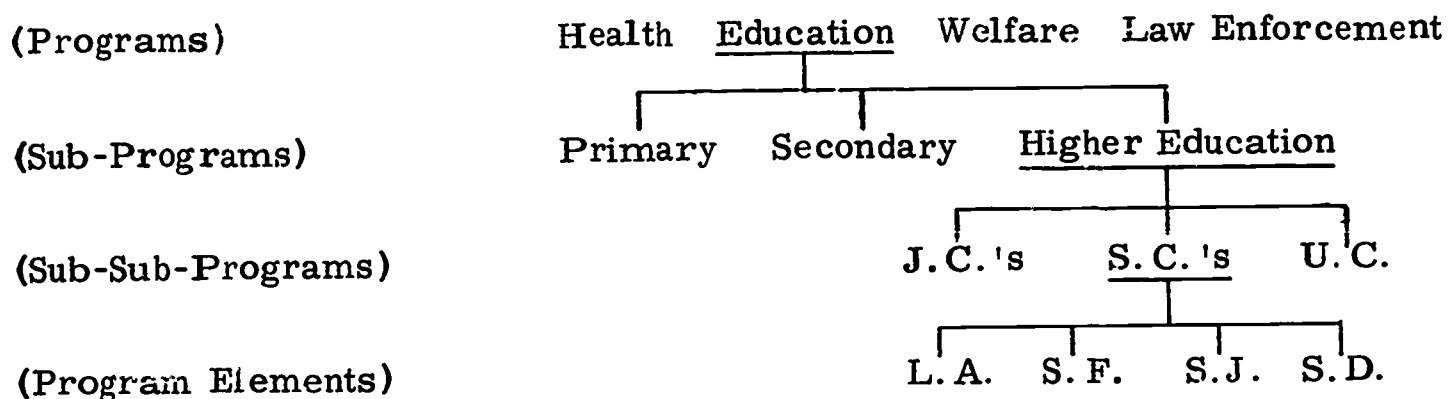 (Programs) Health Education Welfare Law Enforcement
(Sub-Programs) Primary Secondary Higher Education
(Sub-Sub-Programs) J.C.'s S.C.'s U.C.
(Program Elements) L.A. S.F. S.J. S.D.